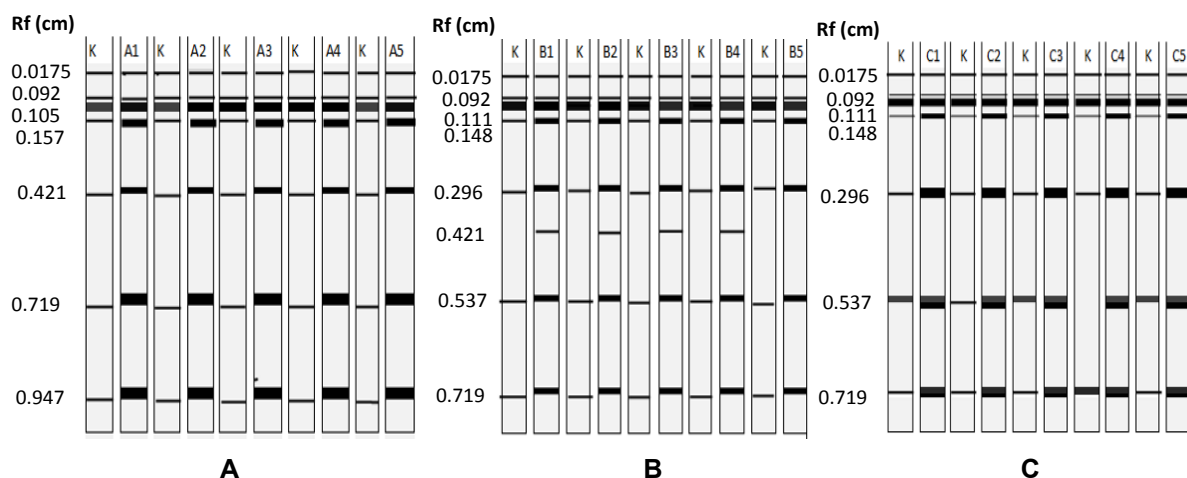 Rf (cm)
K A1 K A2 K A3 K A4 K A5
0.0175
0.092
0.105
0.157
0.421
0.719
0.947
A
Rf (cm)
K B1 K B2 K B3 K B4 K B5
0.0175
0.092
0.111
0.148
0.296
0.421
0.537
0.719
B
Rf (cm)
K C1 K C2 K C3 K C4 K C5
0.0175
0.092
0.111
0.148
0.296
0.537
0.719
C